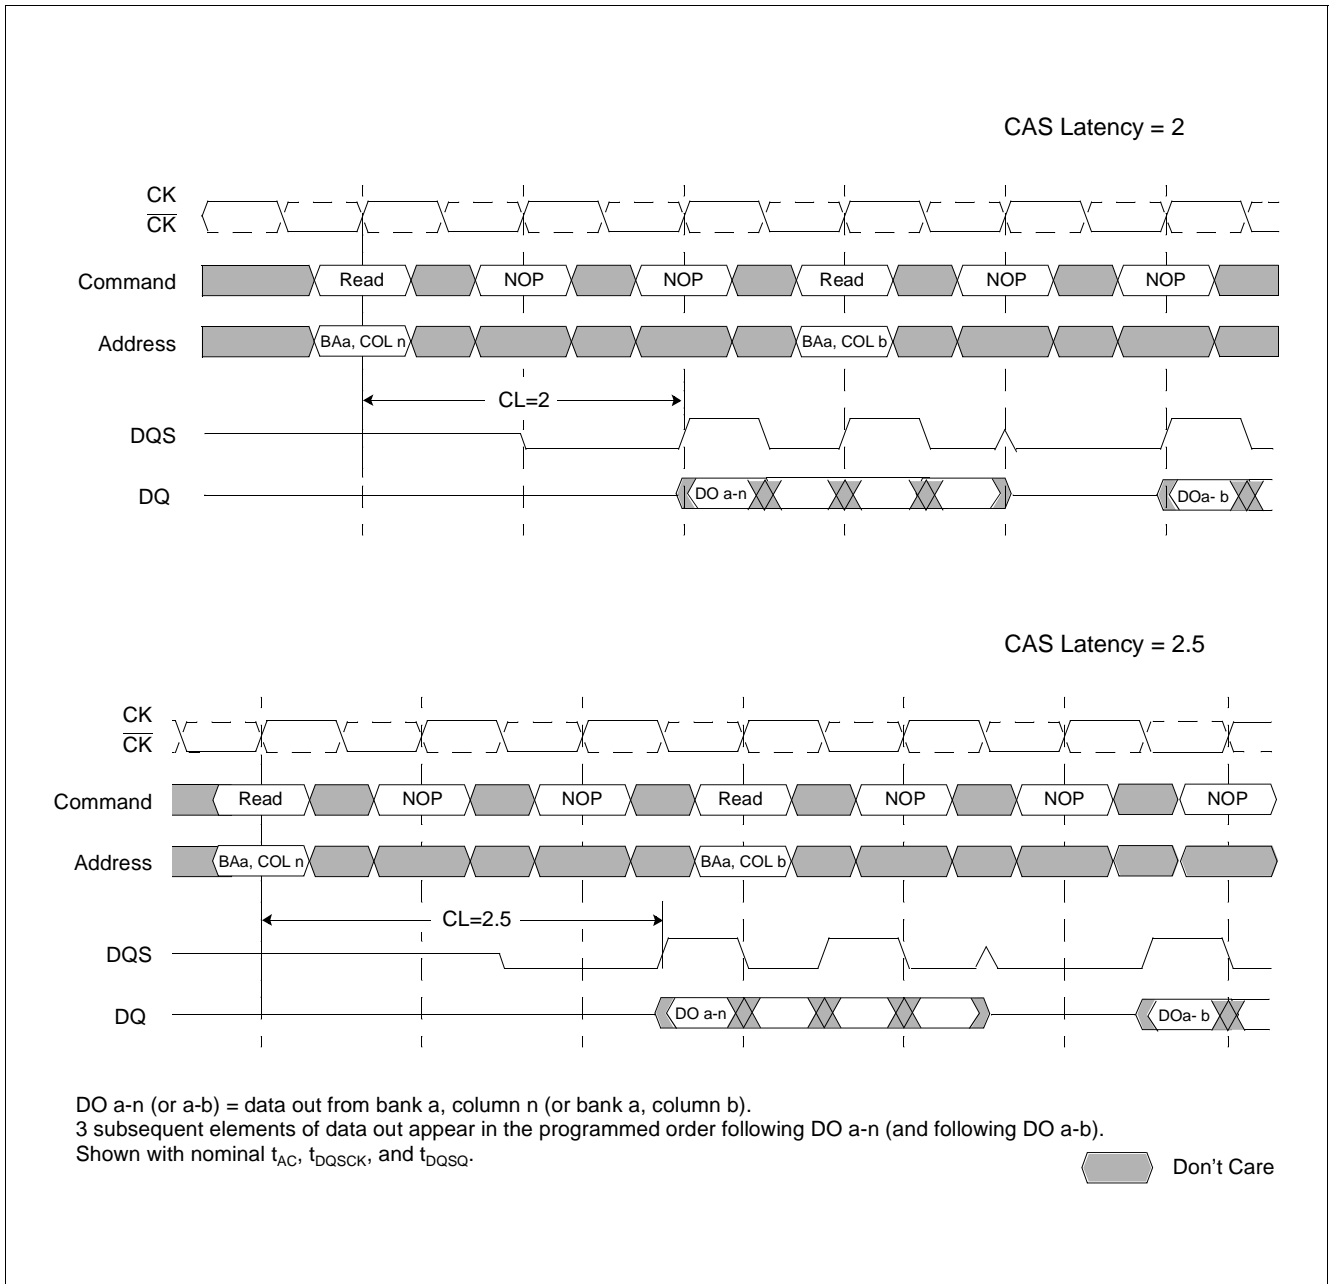 CAS Latency = 2
CK
CK
Command
Read
NOP
NOP
Read
NOP
NOP
Address
BAa, COL n
BAa, COL b
CL=2
DQS
DQ
DO a-n
DOa- b
CAS Latency = 2.5
CK
CK
Command
Read
NOP
NOP
Read
NOP
NOP
NOP
Address
BAa, COL n
BAa, COL b
CL=2.5
DQS
DQ
DO a-n
DOa- b
DO a-n (or a-b) = data out from bank a, column n (or bank a, column b).
3 subsequent elements of data out appear in the programmed order following DO a-n (and following DO a-b).
Shown with nominal tAC, tDQSCK, and tDQSQ.
Don't Care